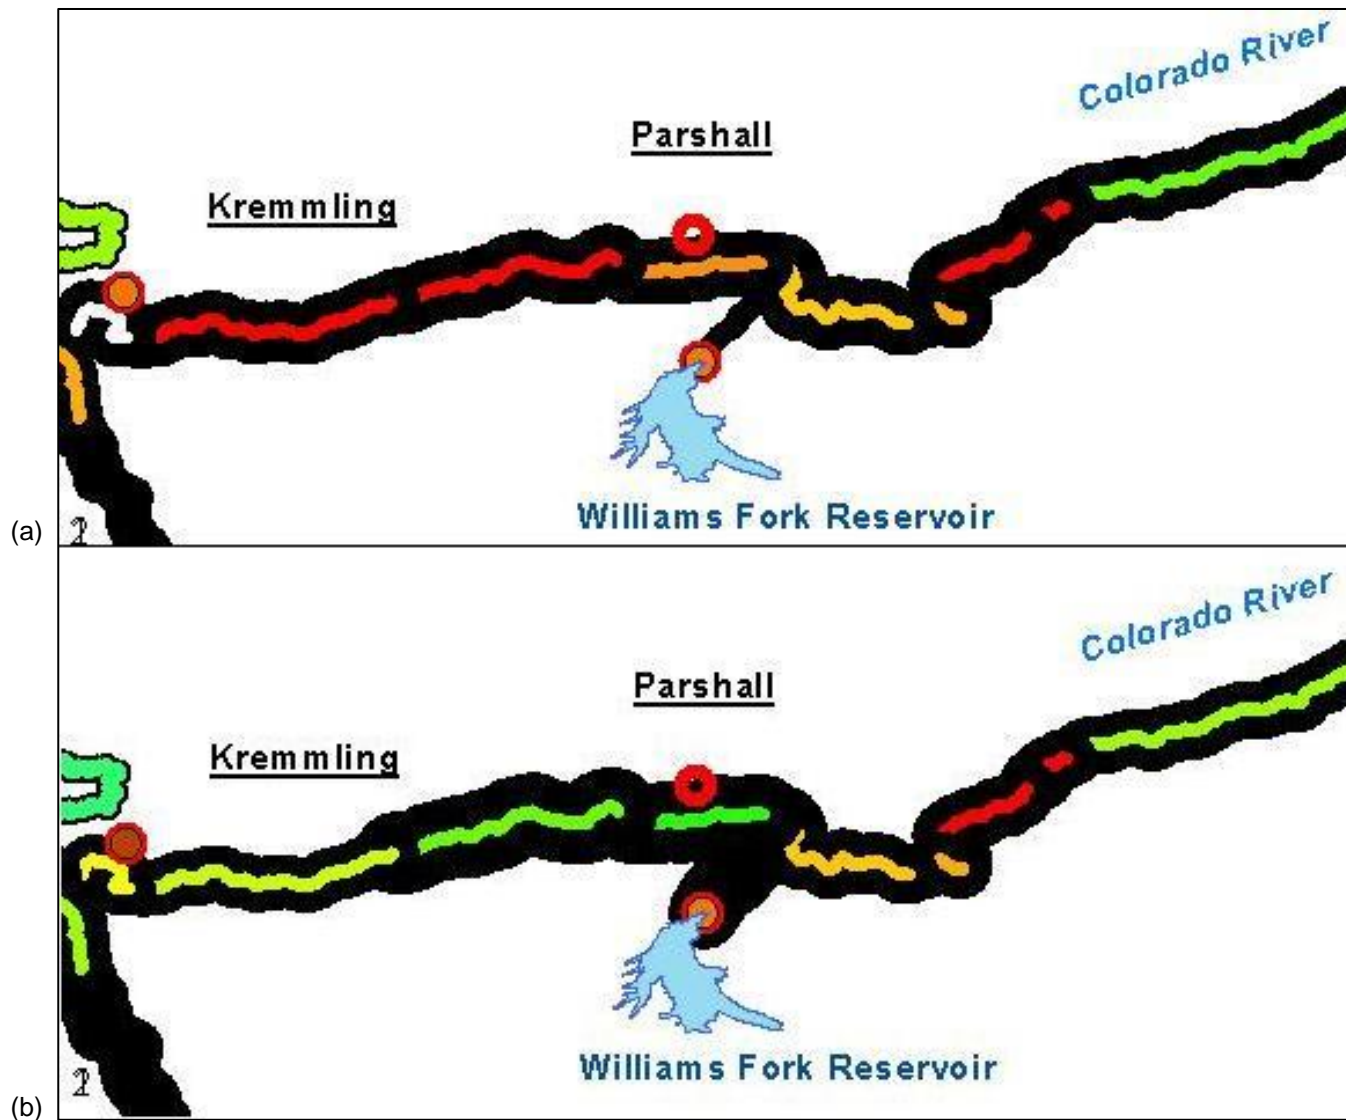 Colorado River
Parshall
Kremmling
Williams Fork Reservoir
(a)
Colorado River
Parshall
Kremmling
Williams Fork Reservoir
(b)